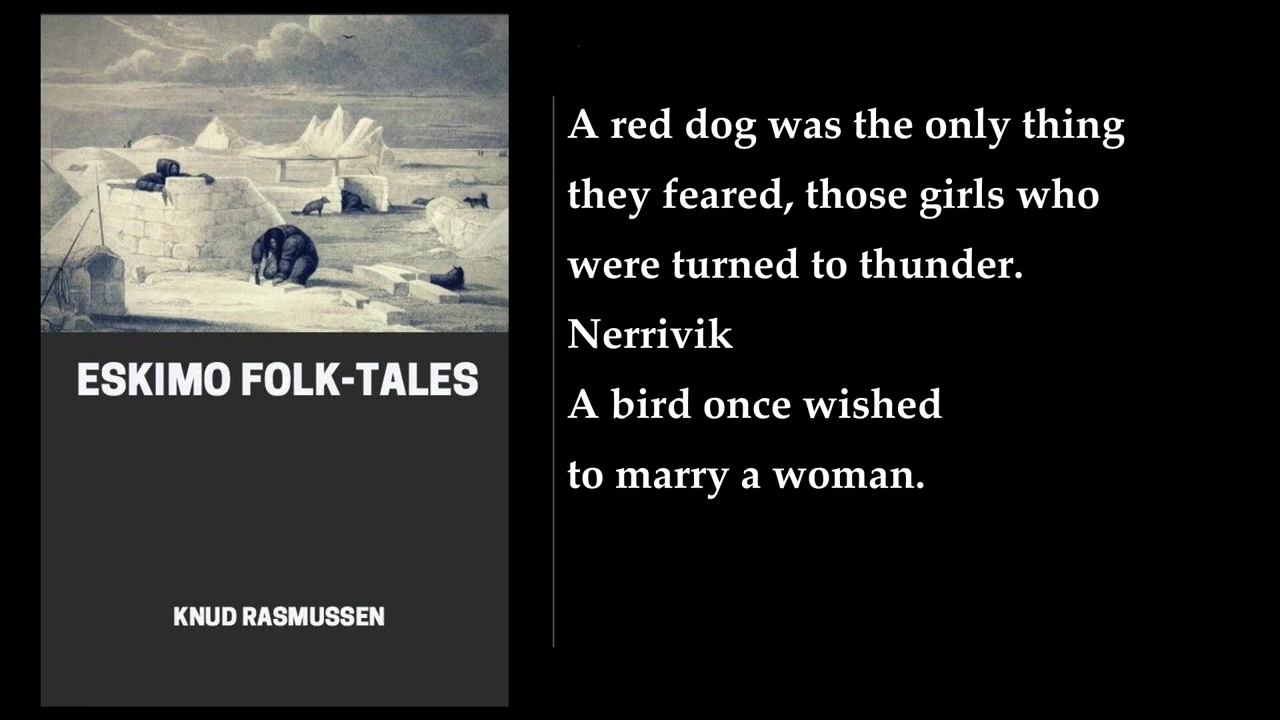 ESKIMO FOLK-TALES
KNUD RASMUSSEN
A red dog was the only thing
they feared, those girls who
were turned to thunder.
Nerrivik
A bird once wished
to marry a woman.